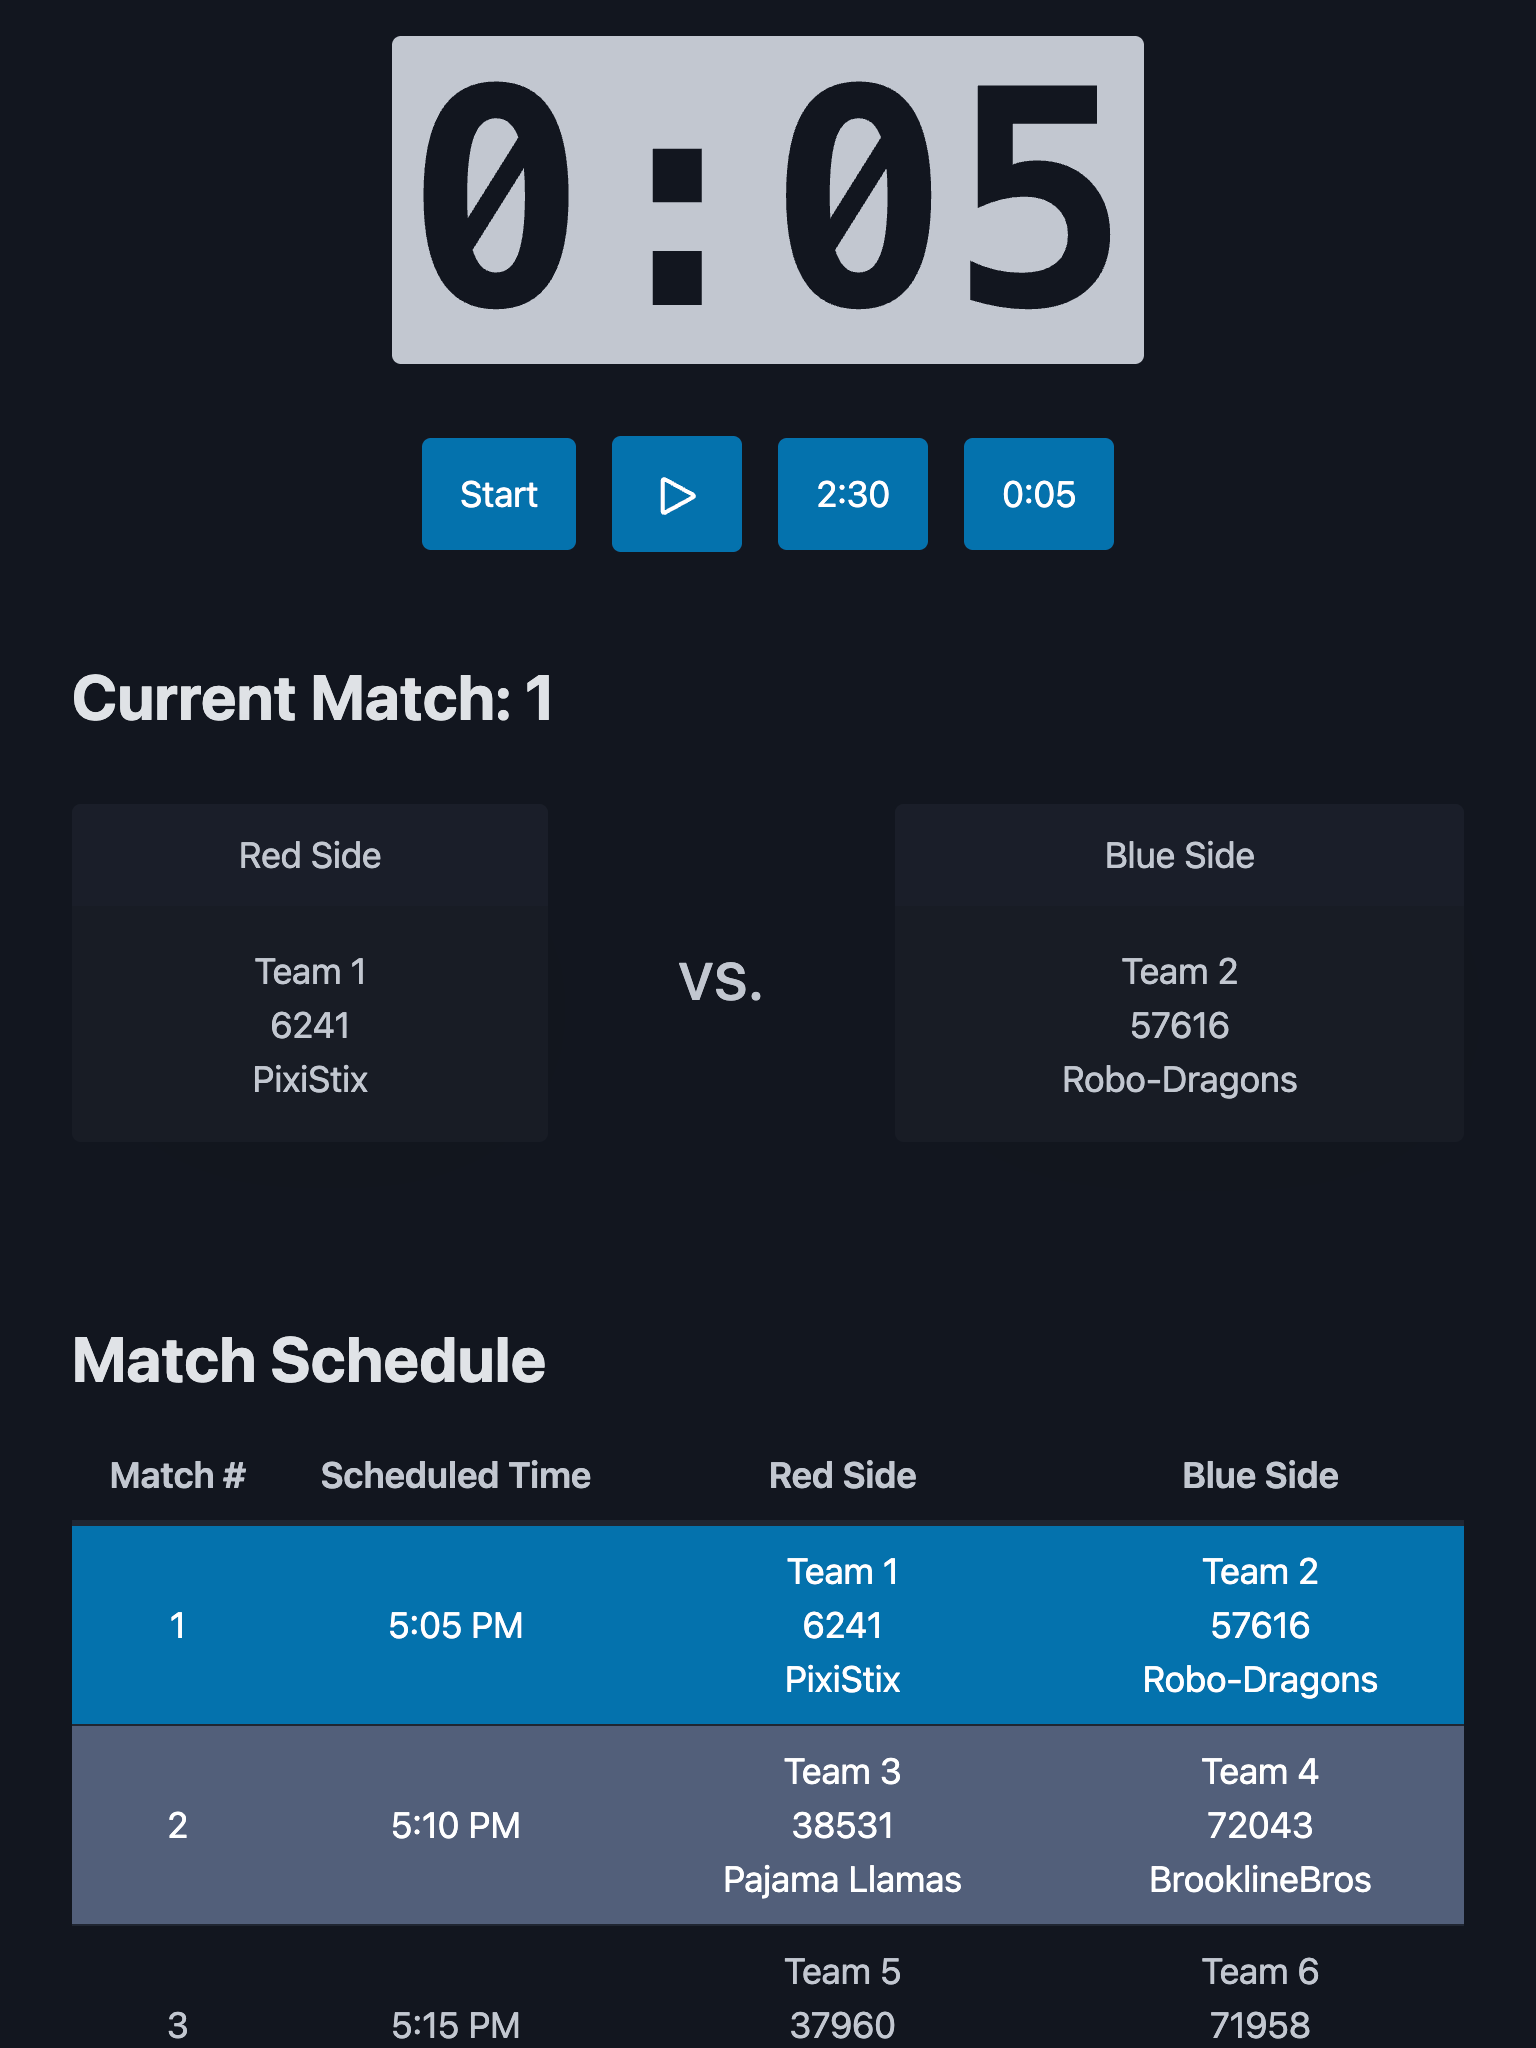 0:05
Start
2:30
0:05
Current Match: 1
Red Side
Team 1
6241
PixiStix
vs.
Blue Side
Team 2
57616
Robo-Dragons
Match Schedule
Match # Scheduled Time Red Side Blue Side
1 5:05 PM Team 1 6241 PixiStix Team 2 57616 Robo-Dragons
2 5:10 PM Team 3 38531 Pajama Llamas Team 4 72043 BrooklineBros
3 5:15 PM Team 5 37960 Team 6 71958